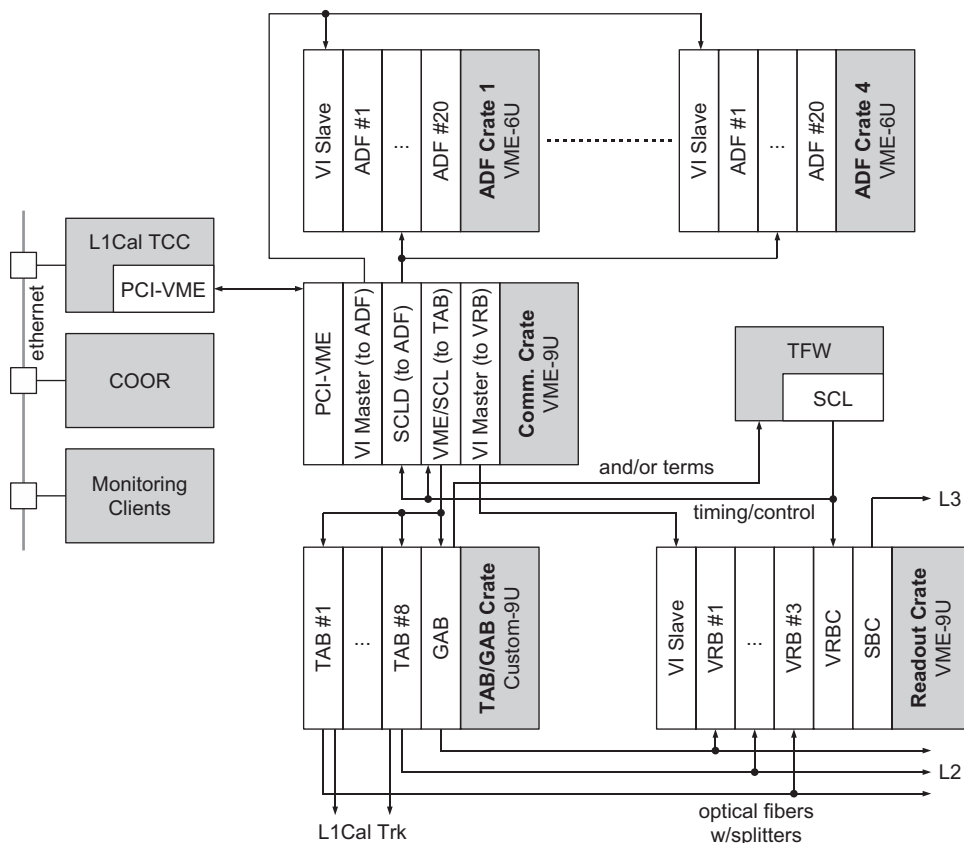 VI Slave
ADF #1
...
ADF #20
ADF Crate 1
VME-6U
VI Slave
ADF #1
...
ADF #20
ADF Crate 4
VME-6U
ethernet
L1Cal TCC
PCI-VME
COOR
Monitoring
Clients
PCI-VME
VI Master (to ADF)
SCLD (to ADF)
VME/SCL (to TAB)
VI Master (to VRB)
Comm. Crate
VME-9U
TFW
SCL
and/or terms
timing/control
L3
TAB #1
...
TAB #8
GAB
TAB/GAB Crate
Custom-9U
VI Slave
VRB #1
...
VRB #3
VRBC
SBC
Readout Crate
VME-9U
L2
L1Cal Trk
optical fibers
w/splitters